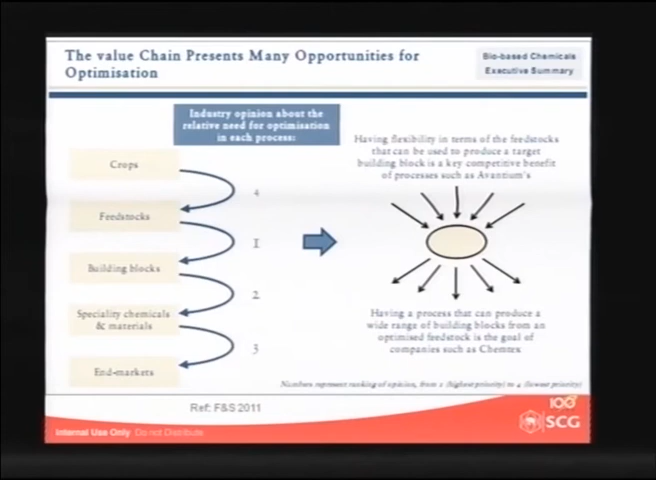 The value Chain Presents Many Opportunities for
Optimisation
Bio-based Chemicals
Executive Summary
Industry opinion about the
relative need for optimisation
in each process:
Crops
Feedstocks
Building blocks
Speciality chemicals
& materials
End-markets
4
1
2
3
Having flexibility in terms of the feedstocks
that can be used to produce a target
building block is a key competitive benefit
of processes such as Avantium's
Having a process that can produce a
wide range of building blocks from an
optimised feedstock is the goal of
companies such as Chemtex
Numbers represent ranking of opinion, from 1 (highest priority) to 4 (lowest priority)
Ref: F&S 2011
Internal Use Only Do not Distribute
100
SCG